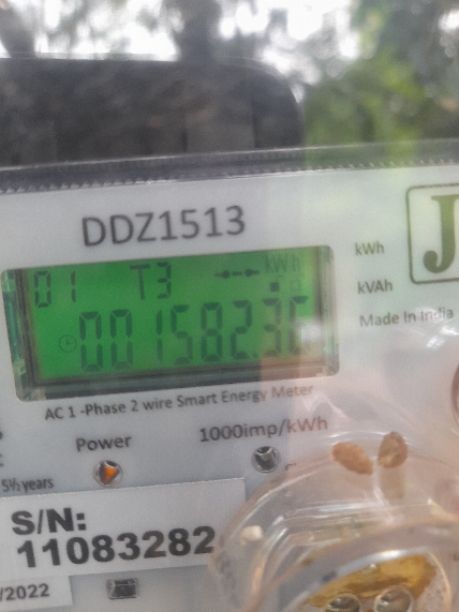 DDZ1513
01 T3 kWh
kWh
J
kVAh
Made In India
AC 1 -Phase 2 wire Smart Energy Meter
Power
1000imp/kWh
5½ years
S/N:
11083282
/2022